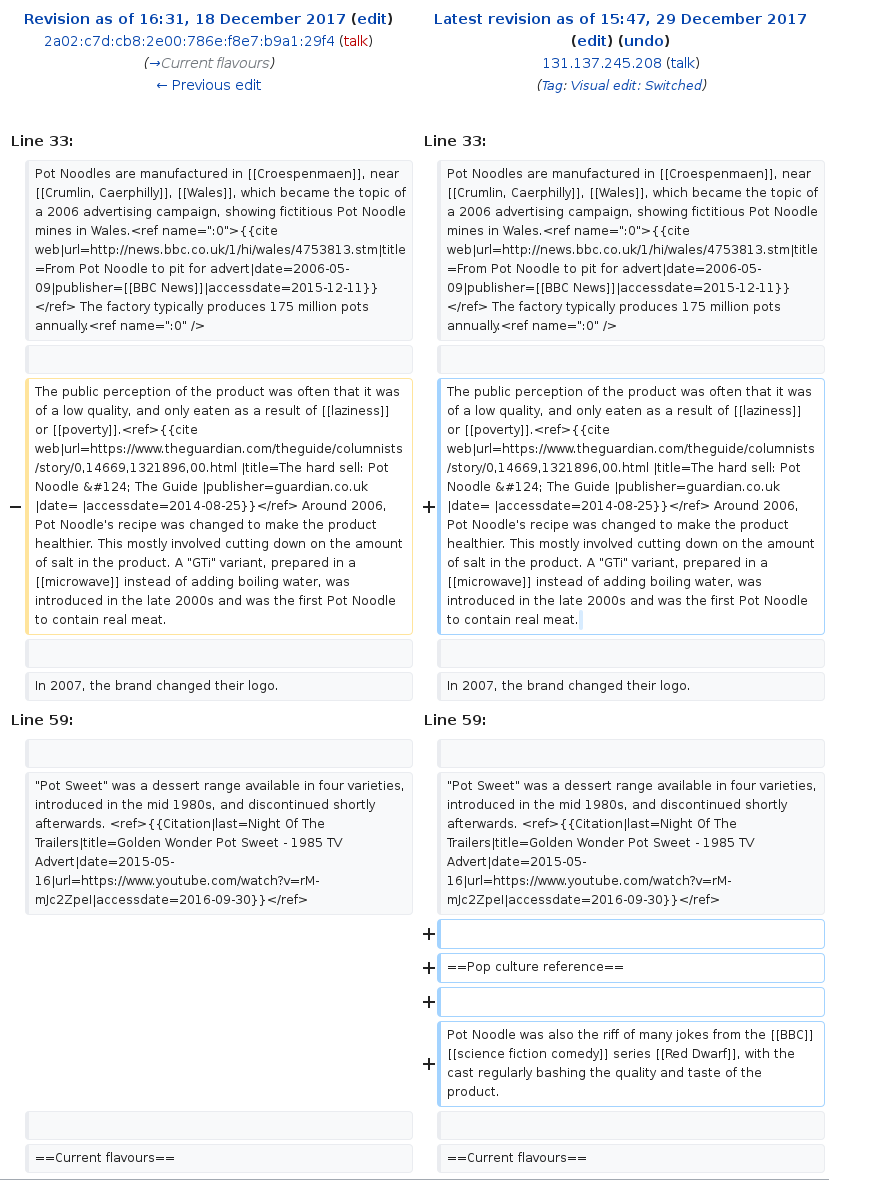 Revision as of 16:31, 18 December 2017 (edit)
2a02:c7d:cb8:2e00:786e:f8e7:b9a1:29f4 (talk)
(→Current flavours)
← Previous edit
Latest revision as of 15:47, 29 December 2017
(edit) (undo)
131.137.245.208 (talk)
(Tag: Visual edit: Switched)
Line 33:
Line 33:
Pot Noodles are manufactured in [[Croespenmaen]], near
[[Crumlin, Caerphilly]], [[Wales]], which became the topic of
a 2006 advertising campaign, showing fictitious Pot Noodle
mines in Wales.<ref name=":0">{{cite
web|url=http://news.bbc.co.uk/1/hi/wales/4753813.stm|title
=From Pot Noodle to pit for advert|date=2006-05-
09|publisher=[[BBC News]]|accessdate=2015-12-11}}
</ref> The factory typically produces 175 million pots
annually.<ref name=":0" />
Pot Noodles are manufactured in [[Croespenmaen]], near
[[Crumlin, Caerphilly]], [[Wales]], which became the topic of
a 2006 advertising campaign, showing fictitious Pot Noodle
mines in Wales.<ref name=":0">{{cite
web|url=http://news.bbc.co.uk/1/hi/wales/4753813.stm|title
=From Pot Noodle to pit for advert|date=2006-05-
09|publisher=[[BBC News]]|accessdate=2015-12-11}}
</ref> The factory typically produces 175 million pots
annually.<ref name=":0" />
−
The public perception of the product was often that it was
of a low quality, and only eaten as a result of [[laziness]]
or [[poverty]].<ref>{{cite
web|url=https://www.theguardian.com/theguide/columnists
/story/0,14669,1321896,00.html |title=The hard sell: Pot
Noodle &#124; The Guide |publisher=guardian.co.uk
|date= |accessdate=2014-08-25}}</ref> Around 2006,
Pot Noodle's recipe was changed to make the product
healthier. This mostly involved cutting down on the amount
of salt in the product. A "GTi" variant, prepared in a
[[microwave]] instead of adding boiling water, was
introduced in the late 2000s and was the first Pot Noodle
to contain real meat.
+
The public perception of the product was often that it was
of a low quality, and only eaten as a result of [[laziness]]
or [[poverty]].<ref>{{cite
web|url=https://www.theguardian.com/theguide/columnists
/story/0,14669,1321896,00.html |title=The hard sell: Pot
Noodle &#124; The Guide |publisher=guardian.co.uk
|date= |accessdate=2014-08-25}}</ref> Around 2006,
Pot Noodle's recipe was changed to make the product
healthier. This mostly involved cutting down on the amount
of salt in the product. A "GTi" variant, prepared in a
[[microwave]] instead of adding boiling water, was
introduced in the late 2000s and was the first Pot Noodle
to contain real meat.
In 2007, the brand changed their logo.
In 2007, the brand changed their logo.
Line 59:
Line 59:
"Pot Sweet" was a dessert range available in four varieties,
introduced in the mid 1980s, and discontinued shortly
afterwards. <ref>{{Citation|last=Night Of The
Trailers|title=Golden Wonder Pot Sweet - 1985 TV
Advert|date=2015-05-
16|url=https://www.youtube.com/watch?v=rM-
mJc2ZpeI|accessdate=2016-09-30}}</ref>
"Pot Sweet" was a dessert range available in four varieties,
introduced in the mid 1980s, and discontinued shortly
afterwards. <ref>{{Citation|last=Night Of The
Trailers|title=Golden Wonder Pot Sweet - 1985 TV
Advert|date=2015-05-
16|url=https://www.youtube.com/watch?v=rM-
mJc2ZpeI|accessdate=2016-09-30}}</ref>
+
+
==Pop culture reference==
+
+
Pot Noodle was also the riff of many jokes from the [[BBC]]
[[science fiction comedy]] series [[Red Dwarf]], with the
cast regularly bashing the quality and taste of the
product.
==Current flavours==
==Current flavours==